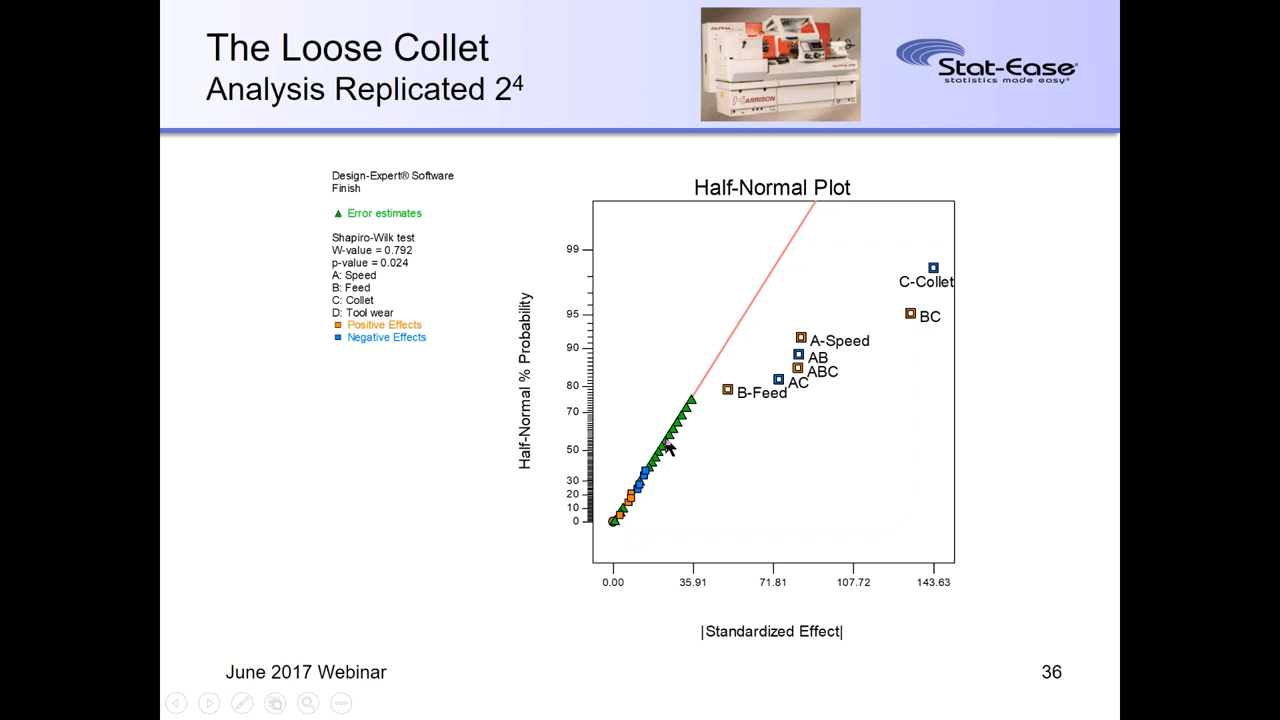 The Loose Collet
Analysis Replicated 2⁴
HARRISON
Stat-Ease®
statistics made easy®
Design-Expert® Software
Finish
Error estimates
Shapiro-Wilk test
W-value = 0.792
p-value = 0.024
A: Speed
B: Feed
C: Collet
D: Tool wear
Positive Effects
Negative Effects
Half-Normal Plot
Half-Normal % Probability
99
95
90
80
70
50
30
20
10
0
C-Collet
BC
A-Speed
AB
ABC
AC
B-Feed
0.00 35.91 71.81 107.72 143.63
|Standardized Effect|
June 2017 Webinar
36